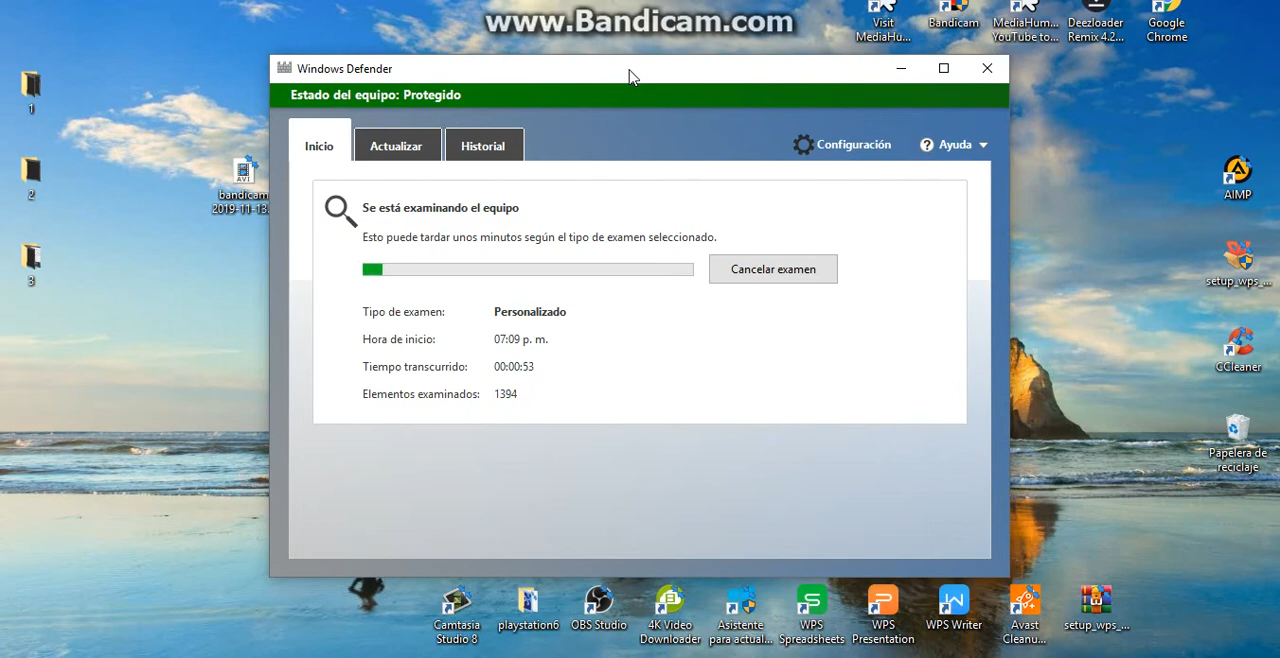 www.Bandicam.com
Visit
MediaHu...
Bandicam
MediaHum...
YouTube to...
Deezloader
Remix 4.2...
Google
Chrome
Windows Defender
Estado del equipo: Protegido
Inicio
Actualizar
Historial
Configuración
Ayuda
Se está examinando el equipo
Esto puede tardar unos minutos según el tipo de examen seleccionado.
Cancelar examen
Tipo de examen: Personalizado
Hora de inicio: 07:09 p. m.
Tiempo transcurrido: 00:00:53
Elementos examinados: 1394
1
2
3
AVI
bandicam
2019-11-13.
AIMP
setup_wps_...
CCleaner
Papelera de
reciclaje
Camtasia
Studio 8
playstation6
OBS Studio
4K Video
Downloader
Asistente
para actual...
WPS
Spreadsheets
WPS
Presentation
WPS Writer
Avast
Cleanu...
setup_wps_...